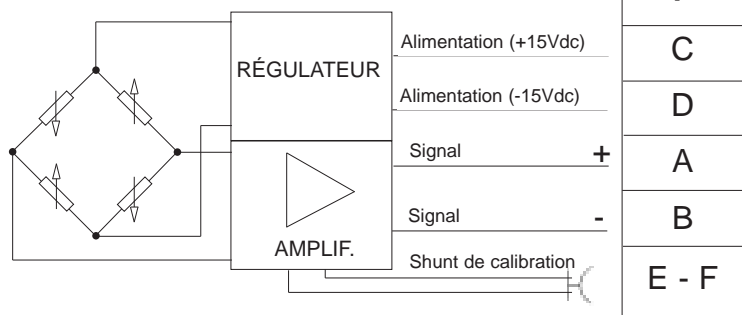 RÉGULATEUR
Alimentation (+15Vdc)
C
Alimentation (-15Vdc)
D
Signal +
A
Signal -
B
AMPLIF.
Shunt de calibration
E - F